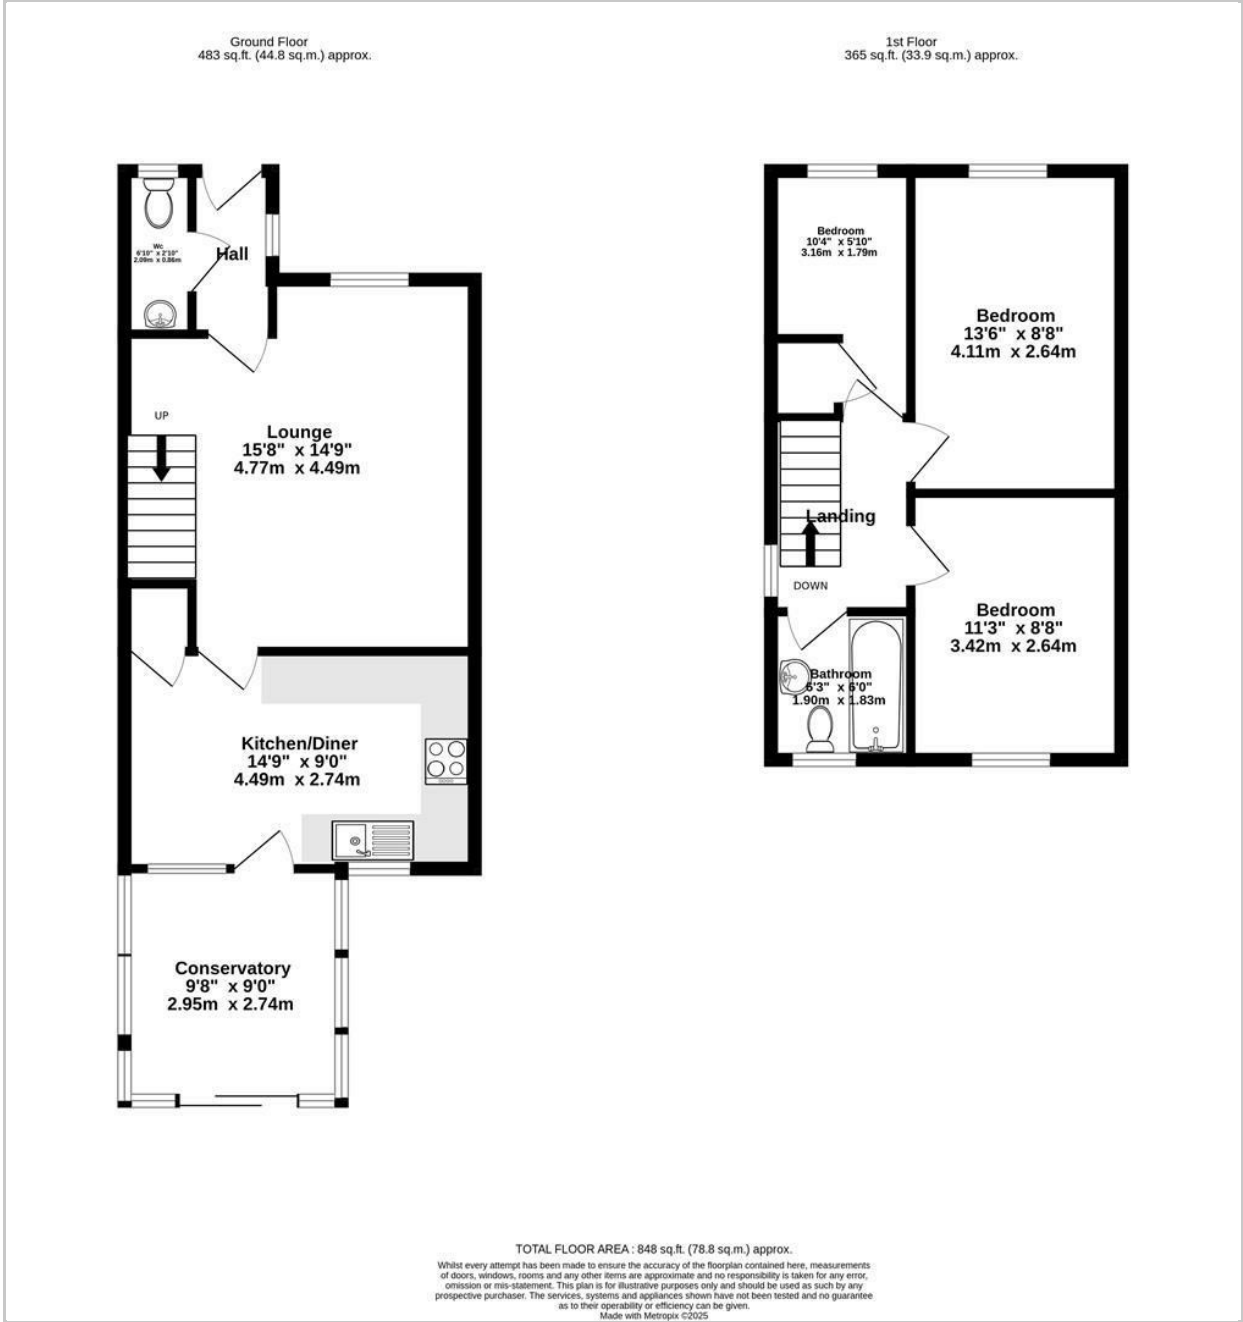 Ground Floor
483 sq.ft. (44.8 sq.m.) approx.
1st Floor
365 sq.ft. (33.9 sq.m.) approx.
Wc
6'10" x 2'10"
2.09m x 0.86m
Hall
UP
Lounge
15'8" x 14'9"
4.77m x 4.49m
Kitchen/Diner
14'9" x 9'0"
4.49m x 2.74m
Conservatory
9'8" x 9'0"
2.95m x 2.74m
Bedroom
10'4" x 5'10"
3.16m x 1.79m
Bedroom
13'6" x 8'8"
4.11m x 2.64m
Landing
DOWN
Bedroom
11'3" x 8'8"
3.42m x 2.64m
Bathroom
6'3" x 6'0"
1.90m x 1.83m
TOTAL FLOOR AREA : 848 sq.ft. (78.8 sq.m.) approx.
Whilst every attempt has been made to ensure the accuracy of the floorplan contained here, measurements
of doors, windows, rooms and any other items are approximate and no responsibility is taken for any error,
omission or mis-statement. This plan is for illustrative purposes only and should be used as such by any
prospective purchaser. The services, systems and appliances shown have not been tested and no guarantee
as to their operability or efficiency can be given.
Made with Metropix ©2025